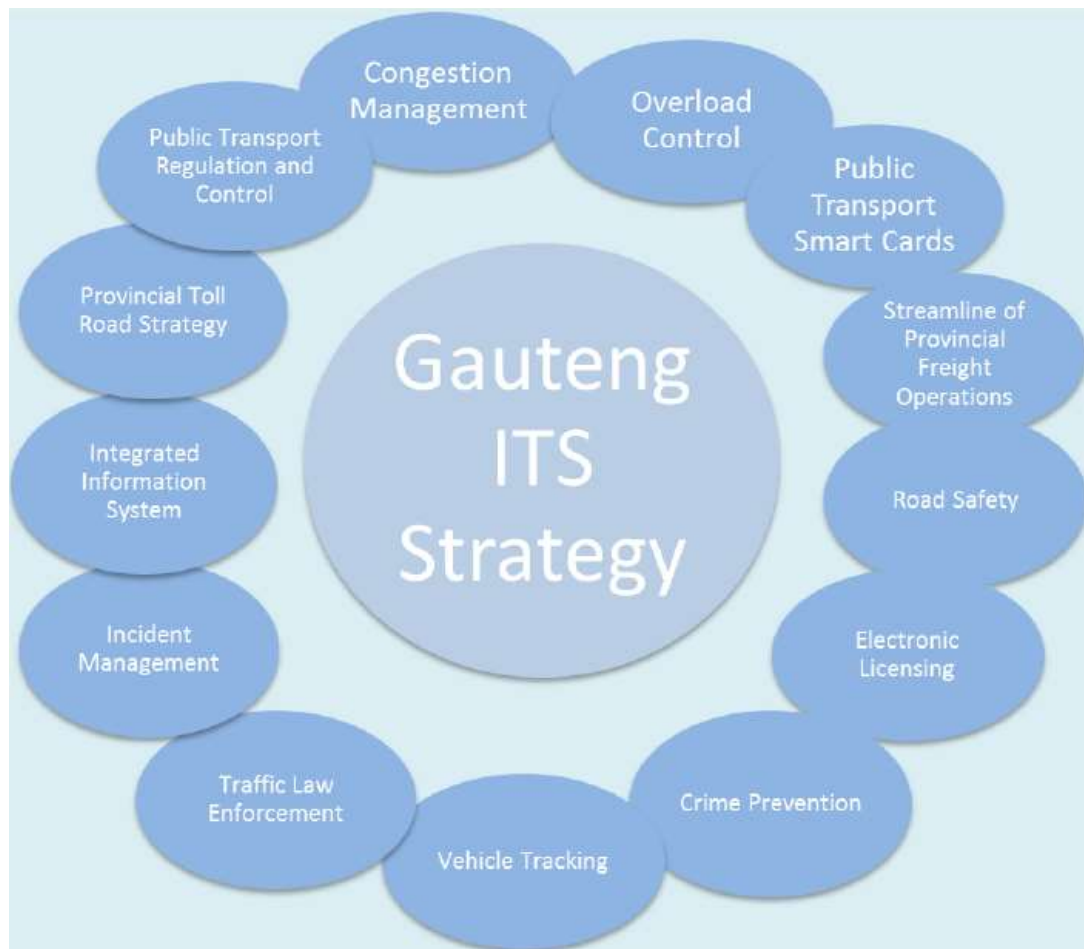 Congestion
Management
Overload
Control
Public
Transport
Smart Cards
Streamline of
Provincial
Freight
Operations
Road Safety
Electronic
Licensing
Crime Prevention
Vehicle Tracking
Traffic Law
Enforcement
Incident
Management
Integrated
Information
System
Provincial Toll
Road Strategy
Public Transport
Regulation and
Control
Gauteng
ITS
Strategy